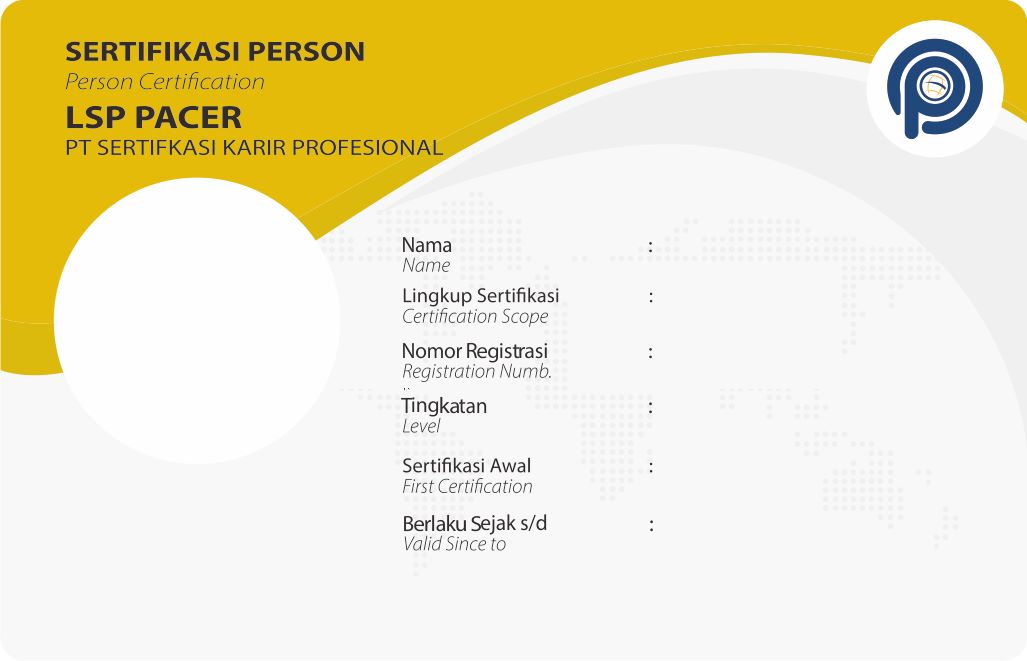 SERTIFIKASI PERSON
Person Certification
LSP PACER
PT SERTIFKASI KARIR PROFESIONAL
Nama :
Name
Lingkup Sertifikasi :
Certification Scope
Nomor Registrasi :
Registration Numb.
Tingkatan :
Level
Sertifikasi Awal :
First Certification
Berlaku Sejak s/d :
Valid Since to